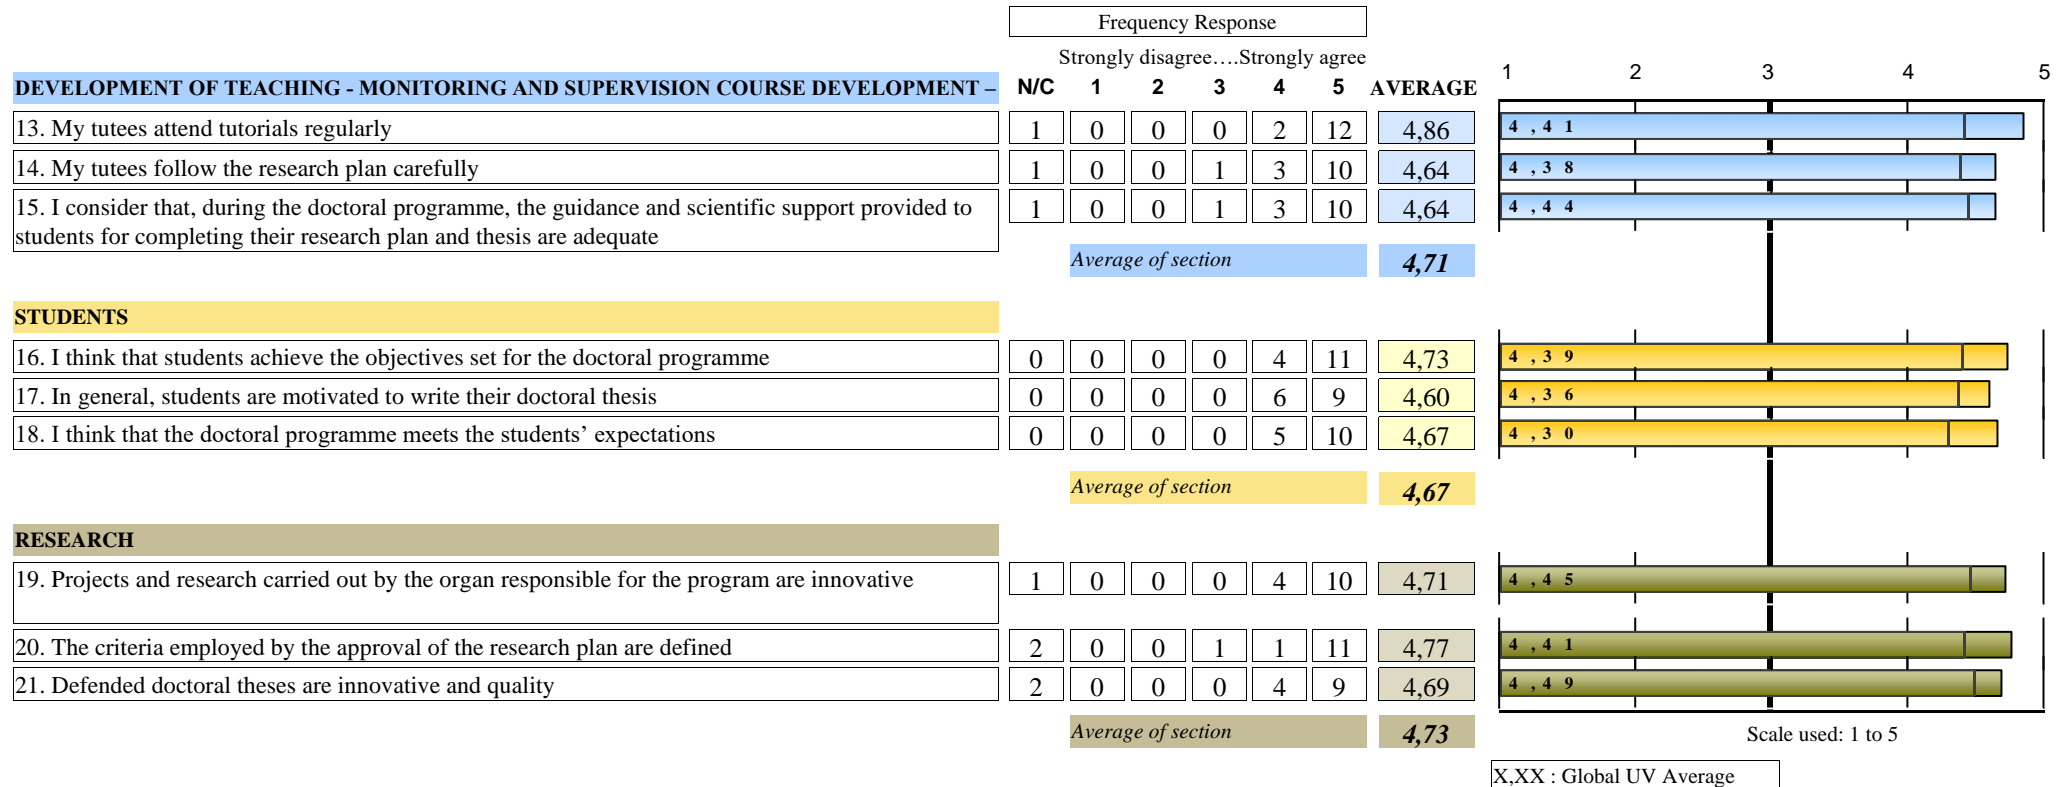 Frequency Response
Strongly disagree….Strongly agree
DEVELOPMENT OF TEACHING - MONITORING AND SUPERVISION COURSE DEVELOPMENT – N/C 1 2 3 4 5 AVERAGE 1 2 3 4 5
13. My tutees attend tutorials regularly 1 0 0 0 2 12 4,86 4,41
14. My tutees follow the research plan carefully 1 0 0 1 3 10 4,64 4,38
15. I consider that, during the doctoral programme, the guidance and scientific support provided to 1 0 0 1 3 10 4,64 4,44
students for completing their research plan and thesis are adequate
Average of section 4,71
STUDENTS
16. I think that students achieve the objectives set for the doctoral programme 0 0 0 0 4 11 4,73 4,39
17. In general, students are motivated to write their doctoral thesis 0 0 0 0 6 9 4,60 4,36
18. I think that the doctoral programme meets the students’ expectations 0 0 0 0 5 10 4,67 4,30
Average of section 4,67
RESEARCH
19. Projects and research carried out by the organ responsible for the program are innovative 1 0 0 0 4 10 4,71 4,45
20. The criteria employed by the approval of the research plan are defined 2 0 0 1 1 11 4,77 4,41
21. Defended doctoral theses are innovative and quality 2 0 0 0 4 9 4,69 4,49
Average of section 4,73
Scale used: 1 to 5
X,XX : Global UV Average